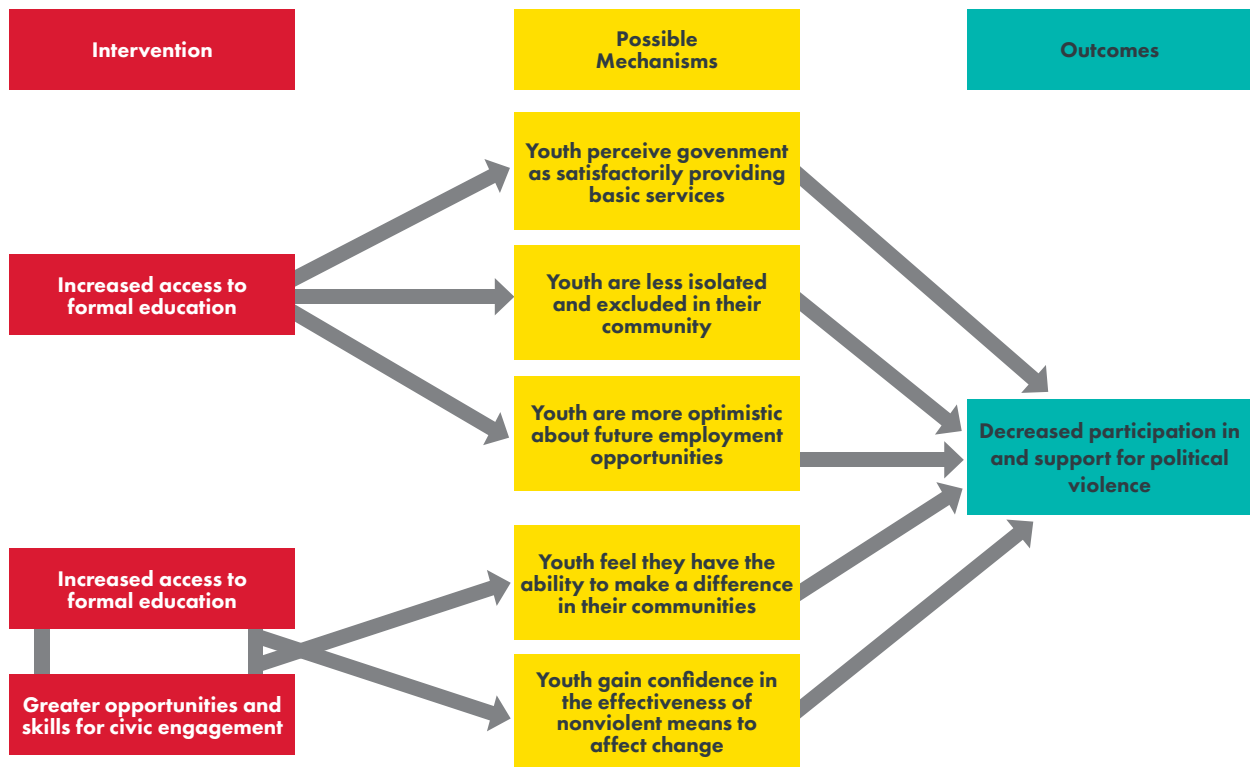 Intervention
Possible
Mechanisms
Outcomes
Youth perceive govenment
as satisfactorily providing
basic services
Increased access to
formal education
Youth are less isolated
and excluded in their
community
Youth are more optimistic
about future employment
opportunities
Decreased participation in
and support for political
violence
Increased access to
formal education
Youth feel they have the
ability to make a difference
in their communities
Greater opportunities and
skills for civic engagement
Youth gain confidence in
the effectiveness of
nonviolent means to
affect change